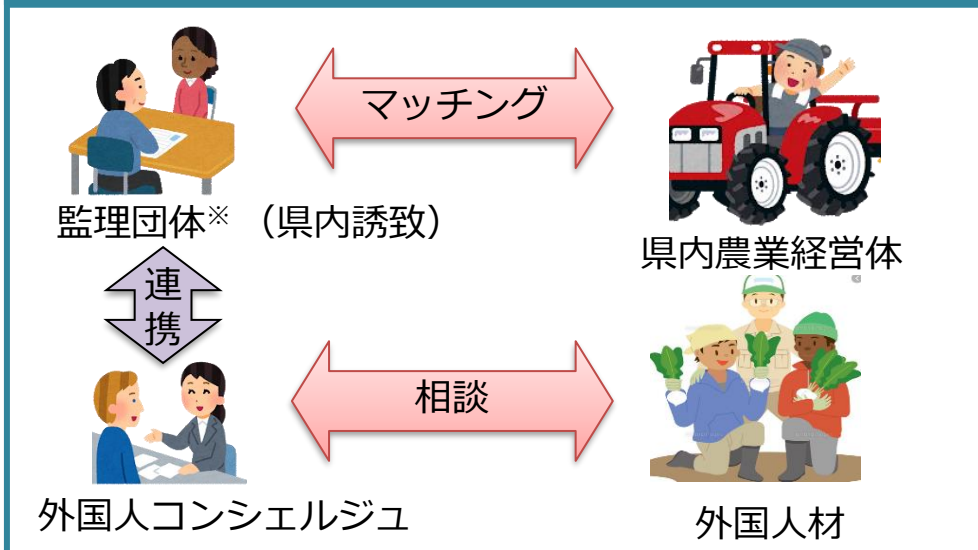 マッチング
監理団体※ （県内誘致）
県内農業経営体
連携
相談
外国人コンシェルジュ
外国人材